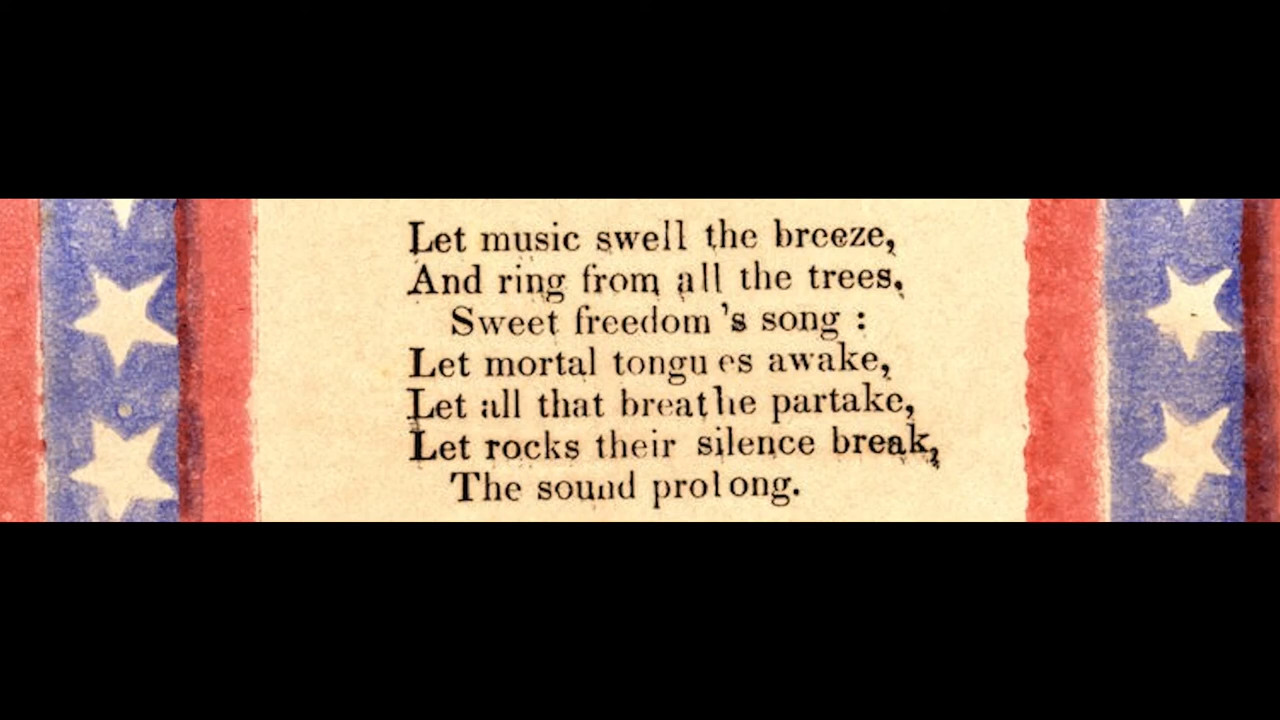 Let music swell the breeze,
And ring from all the trees,
Sweet freedom's song :
Let mortal tongues awake,
Let all that breathe partake,
Let rocks their silence break,
The sound prolong.